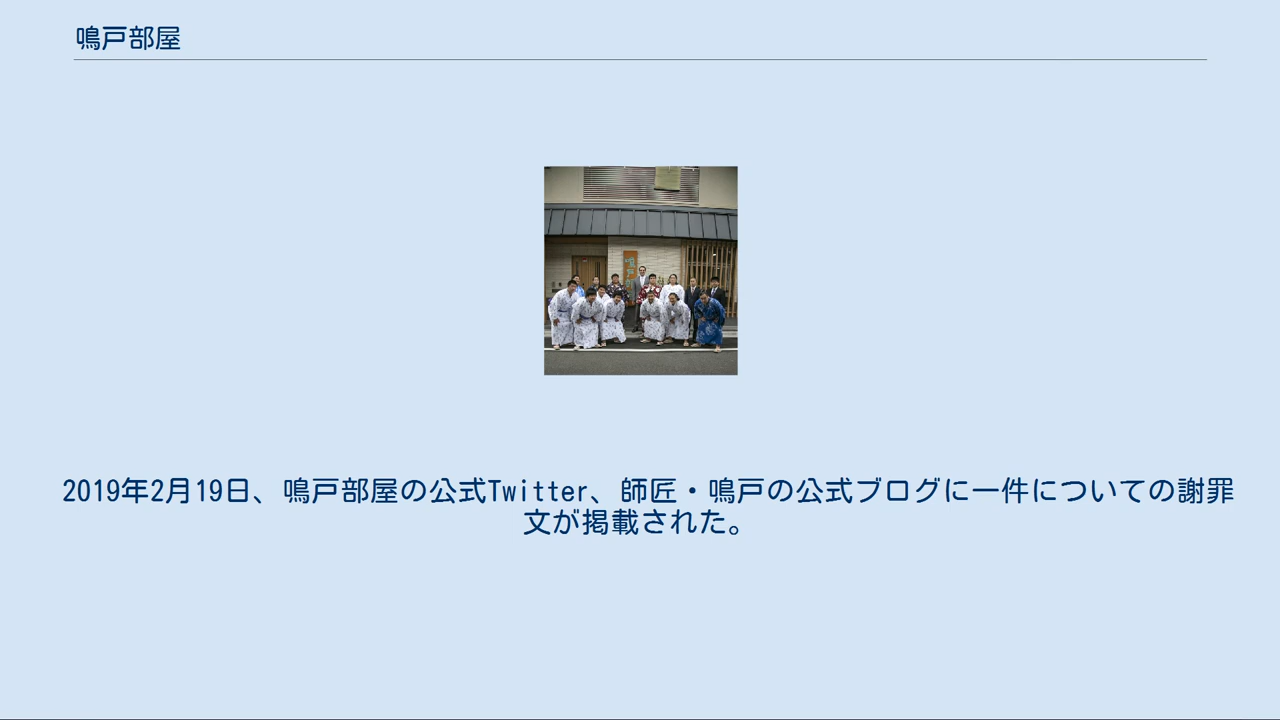 鳴戸部屋
2019年2月19日、鳴戸部屋の公式Twitter、師匠・鳴戸の公式ブログに一件についての謝罪
文が掲載された。